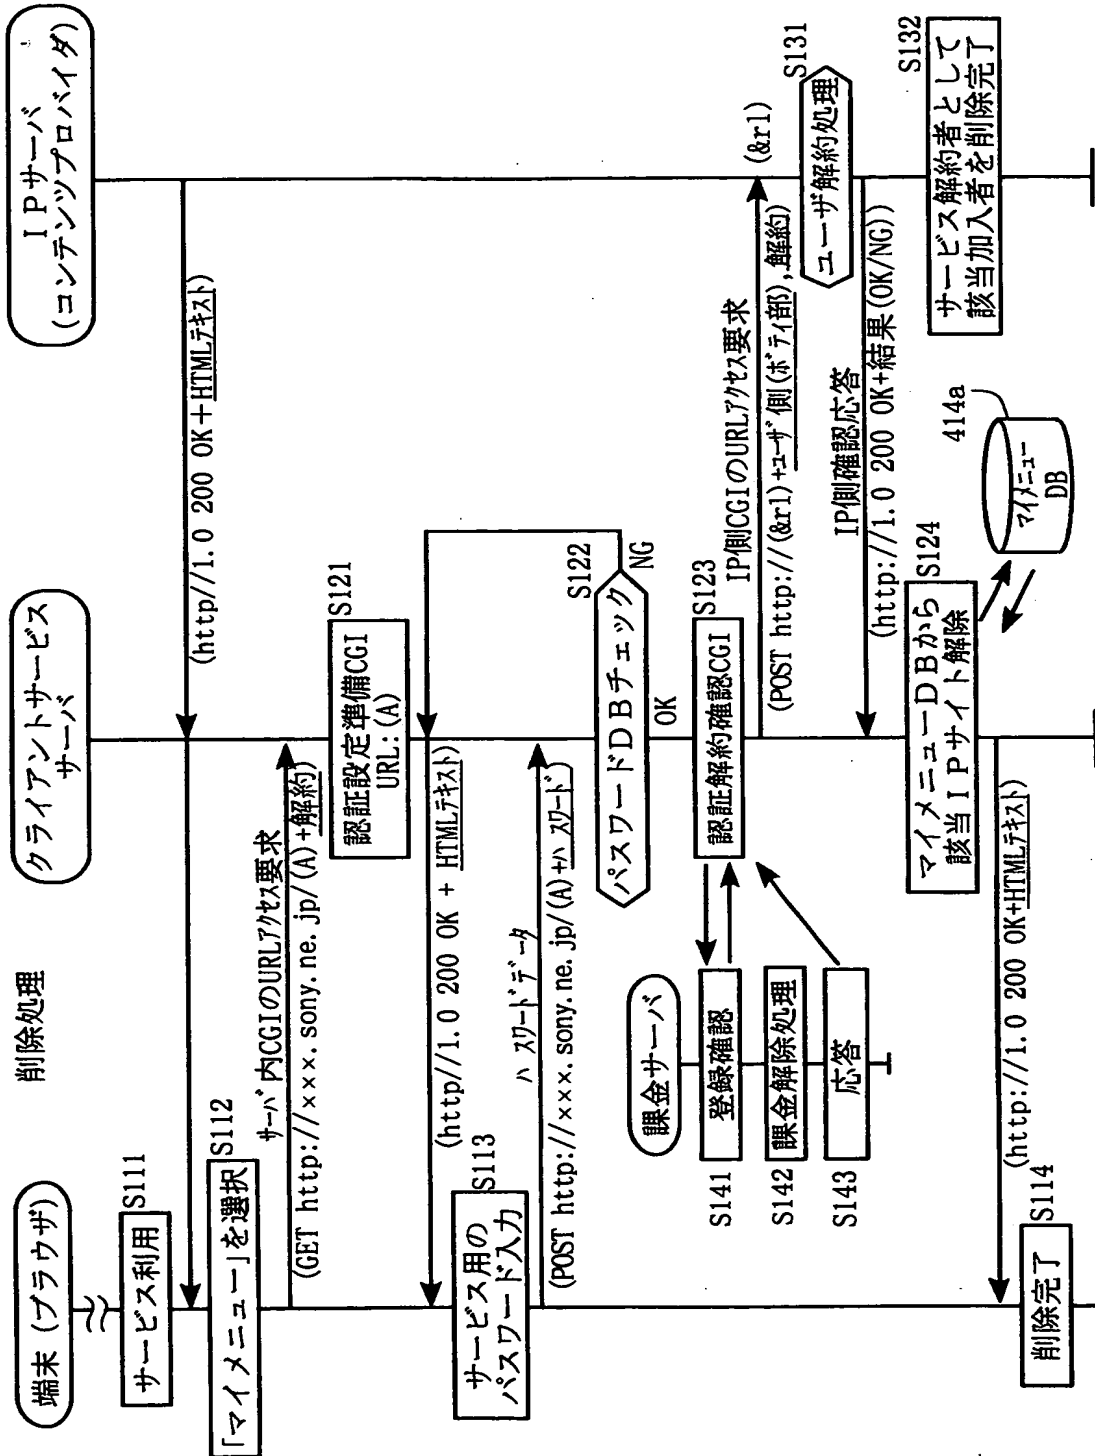 削除処理
端末 (ブラウザ)
クライアントサービス
サーバ
IPサーバ
(コンテンツプロバイダ)
サービス利用
S111
(http//1.0 200 OK+HTMLテキスト)
「マイメニュー」を選択
S112
サーバ内CGIのURLアクセス要求
(GET http://×××.sony.ne.jp/(A)+解約)
認証設定準備CGI
URL:(A)
S121
(http//1.0 200 OK + HTMLテキスト)
サービス用の
パスワード入力
S113
ハ スワードデータ
(POST http://×××.sony.ne.jp/(A)+ハ スワード)
パスワードDBチェック
S122
NG
OK
課金サーバ
認証解約確認CGI
S123
IP側CGIのURLアクセス要求
(POST http://(&r1)+ユーザ側(ボディ部),解約)
(&r1)
登録確認
S141
課金解除処理
S142
応答
S143
ユーザ解約処理
S131
IP側確認応答
(http://1.0 200 OK+結果(OK/NG))
マイメニューDBから
該当IPサイト解除
S124
マイメニュー
DB
414a
サービス解約者として
該当加入者を削除完了
S132
(http://1.0 200 OK+HTMLテキスト)
削除完了
S114